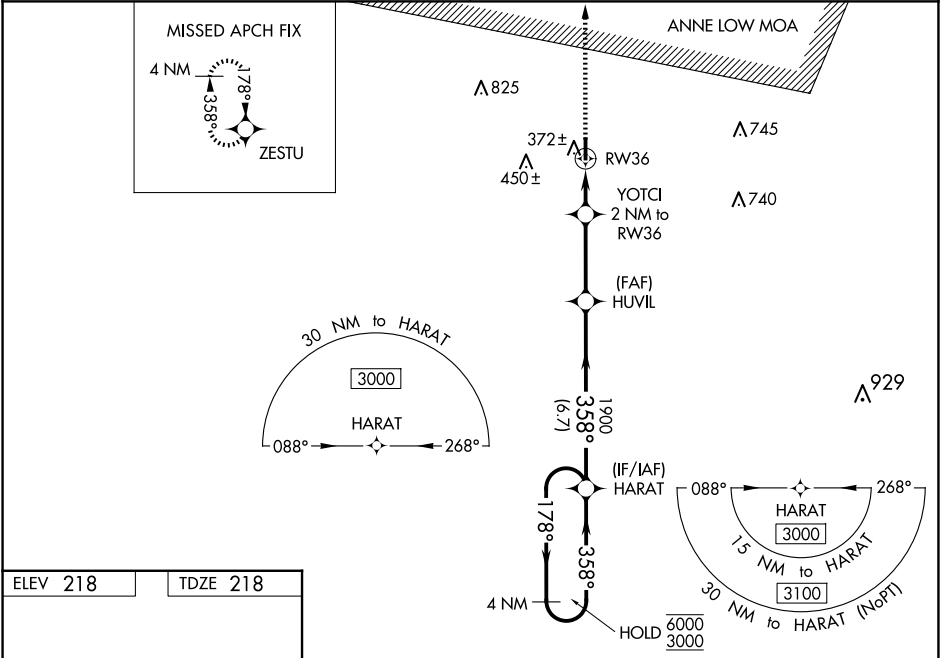 MISSED APCH FIX
4 NM
178°
358°
ZESTU
ANNE LOW MOA
825
745
372±
RW36
450±
740
YOTCI
2 NM to
RW36
(FAF)
HUVIL
30 NM to HARAT
3000
HARAT
088°
268°
929
1900
358°
(6.7)
(IF/IAF)
HARAT
178°
358°
4 NM
HOLD 6000
3000
088°
268°
HARAT
3000
15 NM to HARAT
3100
30 NM to HARAT (NoPT)
ELEV 218
TDZE 218